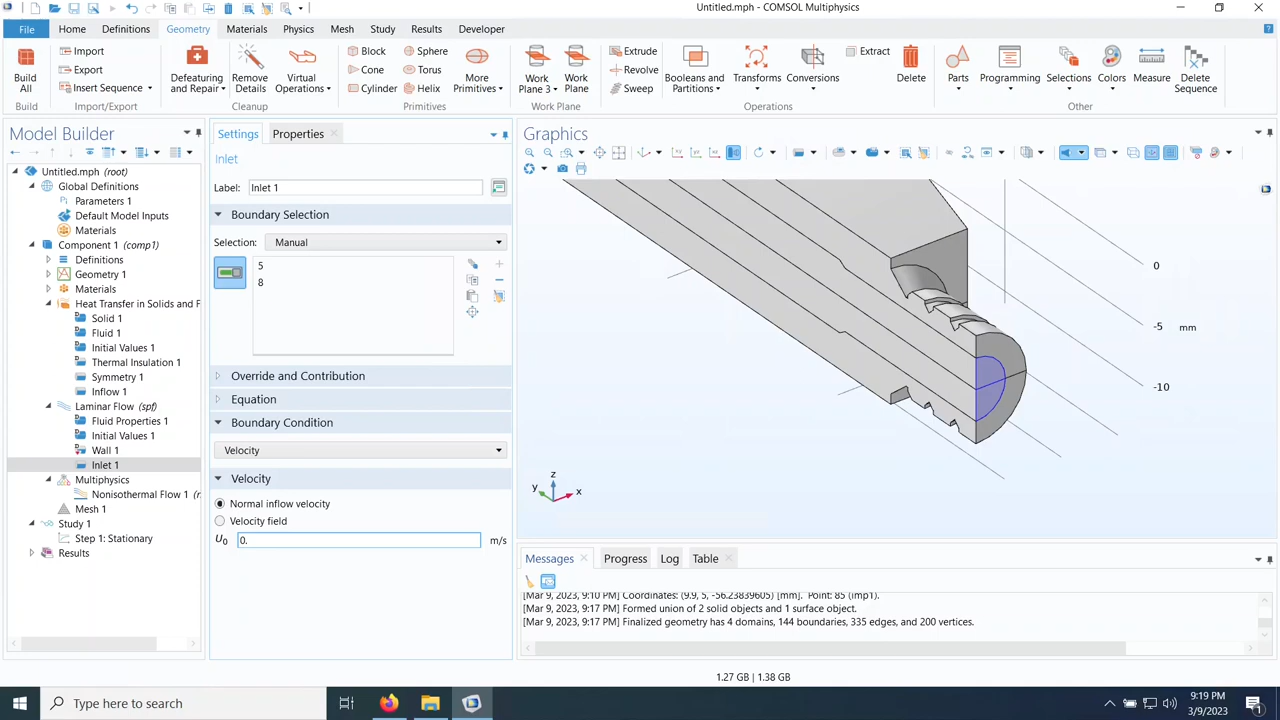 Untitled.mph - COMSOL Multiphysics
File Home Definitions Geometry Materials Physics Mesh Study Results Developer
Build All
Build
Import
Export
Insert Sequence
Import/Export
Defeaturing and Repair
Remove Details
Virtual Operations
Cleanup
Block
Cone
Cylinder
Sphere
Torus
Helix
More Primitives
Primitives
Work Plane 3
Work Plane
Work Plane
Extrude
Revolve
Sweep
Booleans and Partitions
Transforms
Conversions
Extract
Delete
Operations
Parts
Programming
Selections
Colors
Measure
Delete Sequence
Other
Model Builder
Untitled.mph (root)
Global Definitions
Parameters 1
Default Model Inputs
Materials
Component 1 (comp1)
Definitions
Geometry 1
Materials
Heat Transfer in Solids and F
Solid 1
Fluid 1
Initial Values 1
Thermal Insulation 1
Symmetry 1
Inflow 1
Laminar Flow (spf)
Fluid Properties 1
Initial Values 1
Wall 1
Inlet 1
Multiphysics
Nonisothermal Flow 1 (r
Mesh 1
Study 1
Step 1: Stationary
Results
Settings Properties
Inlet
Label: Inlet 1
Boundary Selection
Selection: Manual
5
8
Override and Contribution
Equation
Boundary Condition
Velocity
Velocity
Normal inflow velocity
Velocity field
U0 0. m/s
Graphics
0
-5 mm
-10
z
y
x
Messages Progress Log Table
[Mar 9, 2023, 9:10 PM] Coordinates: (9.9, 5, -56.23839605) [mm]. Point: 85 (imp1).
[Mar 9, 2023, 9:17 PM] Formed union of 2 solid objects and 1 surface object.
[Mar 9, 2023, 9:17 PM] Finalized geometry has 4 domains, 144 boundaries, 335 edges, and 200 vertices.
1.27 GB | 1.38 GB
Type here to search
9:19 PM
3/9/2023
1